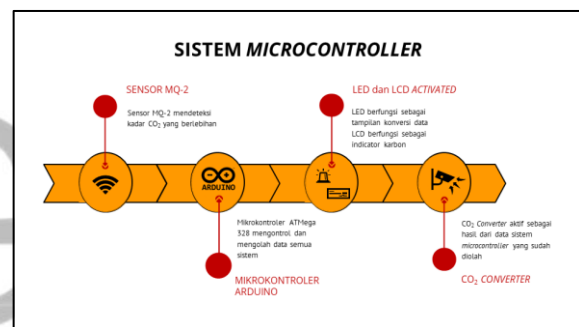 SISTEM MICROCONTROLLER
SENSOR MQ-2
Sensor MQ-2 mendeteksi
kadar CO₂ yang berlebihan
LED dan LCD ACTIVATED
LED berfungsi sebagai
tampilan konversi data
LCD berfungsi sebagai
indicator karbon
ARDUINO
Mikrokontroler ATMega
328 mengontrol dan
mengolah data semua
sistem
MIKROKONTROLER
ARDUINO
CO₂ Converter aktif sebagai
hasil dari data sistem
microcontroller yang sudah
diolah
CO₂ CONVERTER